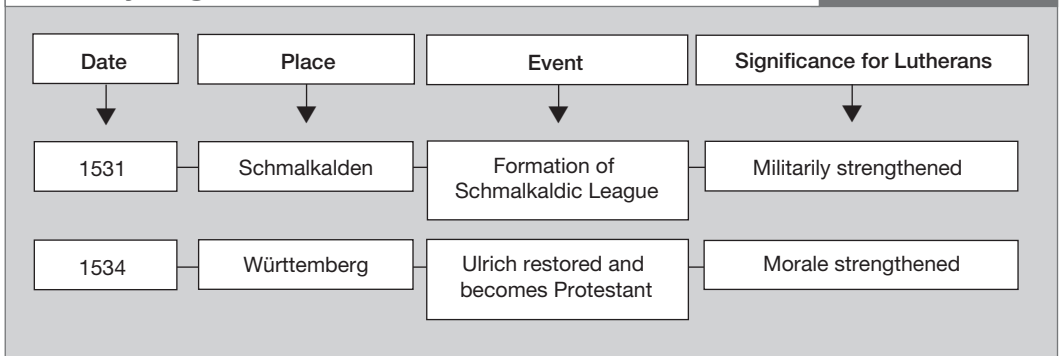 Date
Place
Event
Significance for Lutherans
1531
Schmalkalden
Formation of
Schmalkaldic League
Militarily strengthened
1534
Württemberg
Ulrich restored and
becomes Protestant
Morale strengthened